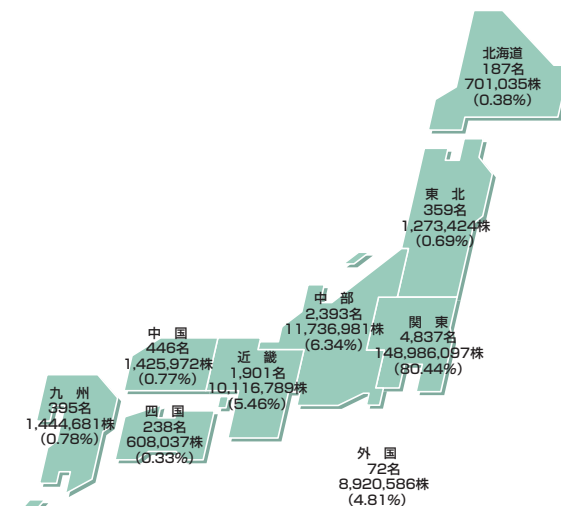 北海道
187名
701,035株
(0.38%)
東　北
359名
1,273,424株
(0.69%)
中　部
2,393名
11,736,981株
(6.34%)
関　東
4,837名
148,986,097株
(80.44%)
中　国
446名
1,425,972株
(0.77%)
近　畿
1,901名
10,116,789株
(5.46%)
九　州
395名
1,444,681株
(0.78%)
四　国
238名
608,037株
(0.33%)
外　国
72名
8,920,586株
(4.81%)